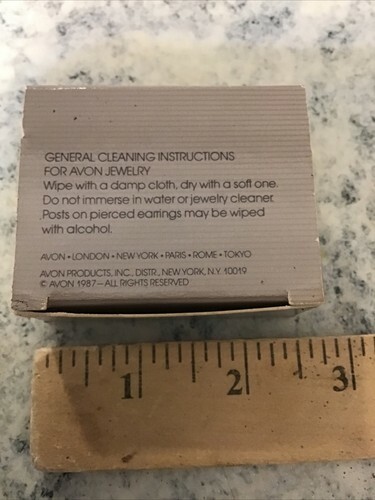 GENERAL CLEANING INSTRUCTIONS
FOR AVON JEWELRY
Wipe with a damp cloth, dry with a soft one.
Do not immerse in water or jewelry cleaner.
Posts on pierced earrings may be wiped
with alcohol.
AVON • LONDON • NEW YORK • PARIS • ROME • TOKYO
AVON PRODUCTS, INC., DISTR., NEW YORK, N.Y. 10019
© AVON 1987 — ALL RIGHTS RESERVED
1 2 3